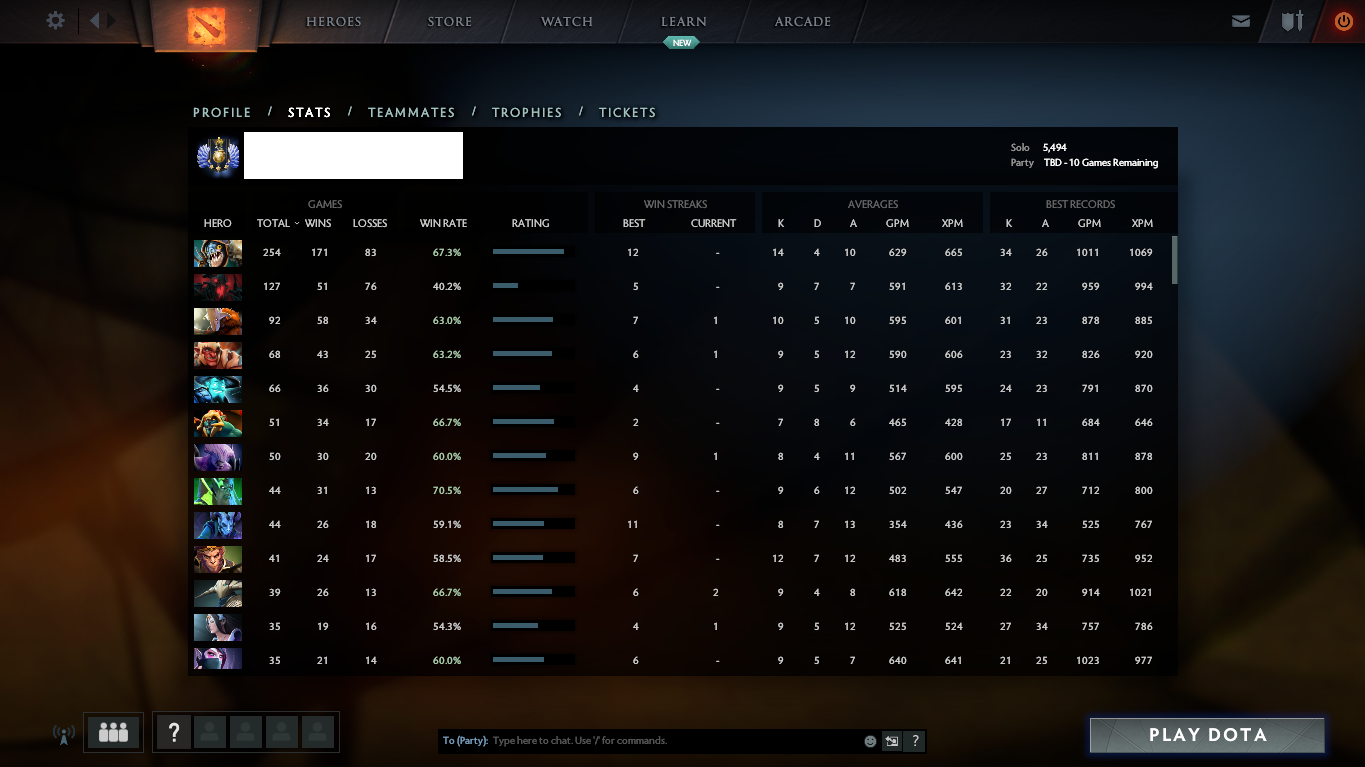 HEROES STORE WATCH LEARN ARCADE
NEW
PROFILE / STATS / TEAMMATES / TROPHIES / TICKETS
Solo 5,494
Party TBD - 10 Games Remaining
GAMES WIN STREAKS AVERAGES BEST RECORDS
HERO TOTAL WINS LOSSES WIN RATE RATING BEST CURRENT K D A GPM XPM K A GPM XPM
254 171 83 67.3% 12 - 14 4 10 629 665 34 26 1011 1069
127 51 76 40.2% 5 - 9 7 7 591 613 32 22 959 994
92 58 34 63.0% 7 1 10 5 10 595 601 31 23 878 885
68 43 25 63.2% 6 1 9 5 12 590 606 23 32 826 920
66 36 30 54.5% 4 - 9 5 9 514 595 24 23 791 870
51 34 17 66.7% 2 - 7 8 6 465 428 17 11 684 646
50 30 20 60.0% 9 1 8 4 11 567 600 25 23 811 878
44 31 13 70.5% 6 - 9 6 12 502 547 20 27 712 800
44 26 18 59.1% 11 - 8 7 13 354 436 23 34 525 767
41 24 17 58.5% 7 - 12 7 12 483 555 36 25 735 952
39 26 13 66.7% 6 2 9 4 8 618 642 22 20 914 1021
35 19 16 54.3% 4 1 9 5 12 525 524 27 34 757 786
35 21 14 60.0% 6 - 9 5 7 640 641 21 25 1023 977
? To (Party): Type here to chat. Use '/' for commands. ? PLAY DOTA